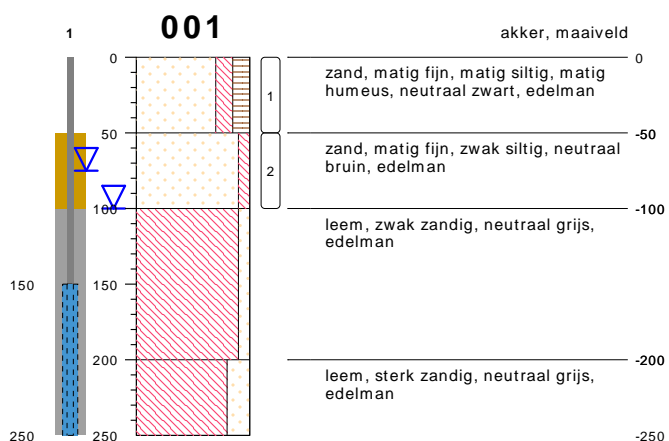 1
001
akker, maaiveld
0
0
zand, matig fijn, matig siltig, matig
humeus, neutraal zwart, edelman
1
50
-50
zand, matig fijn, zwak siltig, neutraal
bruin, edelman
2
100
-100
leem, zwak zandig, neutraal grijs,
edelman
150
150
200
-200
leem, sterk zandig, neutraal grijs,
edelman
250
250
-250